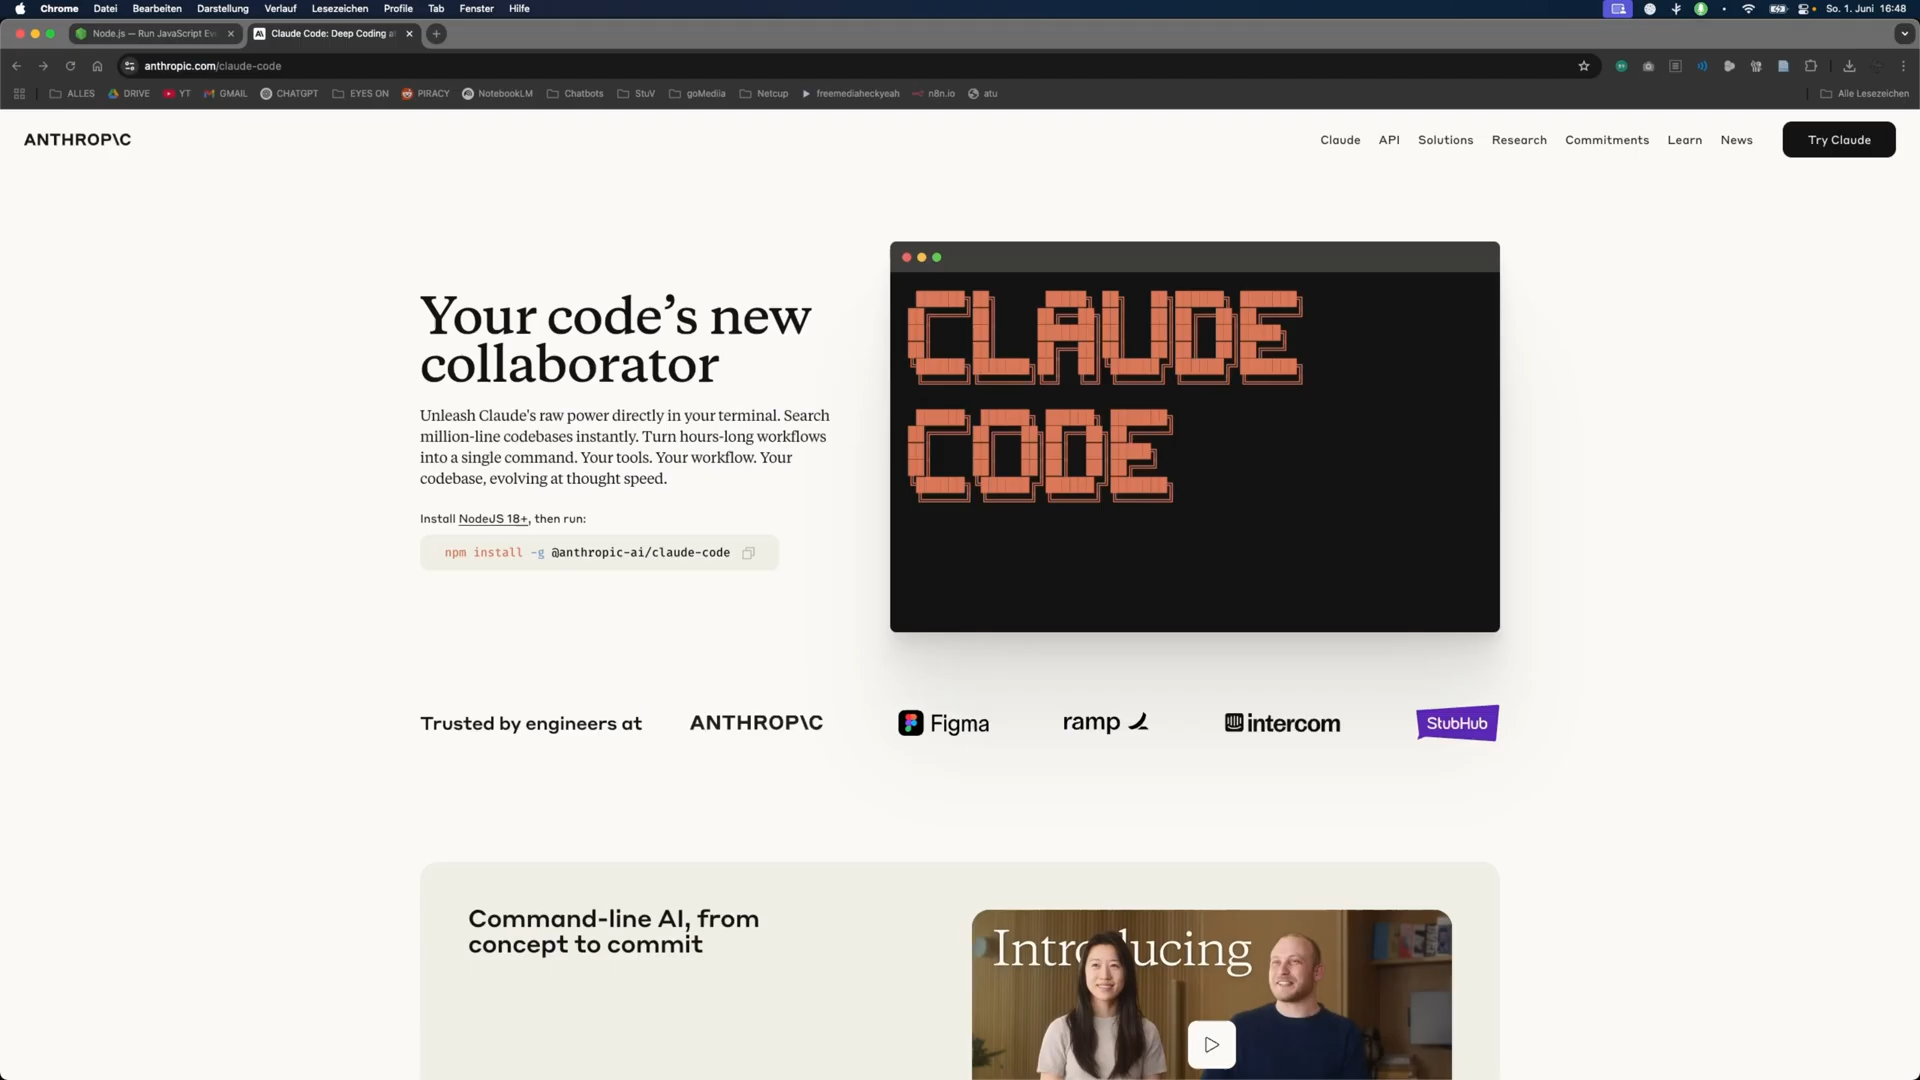 Chrome Datei Bearbeiten Darstellung Verlauf Lesezeichen Profile Tab Fenster Hilfe So. 1. Juni 16:48
Node.js — Run JavaScript Ev
Claude Code: Deep Coding at
anthropic.com/claude-code
ALLES DRIVE YT GMAIL CHATGPT EYES ON PIRACY NotebookLM Chatbots StuV goMediia Netcup freemediaheckyeah n8n.io atu Alle Lesezeichen
ANTHROP\C
Claude API Solutions Research Commitments Learn News Try Claude
Your code’s new
collaborator
Unleash Claude's raw power directly in your terminal. Search
million-line codebases instantly. Turn hours-long workflows
into a single command. Your tools. Your workflow. Your
codebase, evolving at thought speed.
Install NodeJS 18+, then run:
npm install -g @anthropic-ai/claude-code
CLAUDE
CODE
Trusted by engineers at ANTHROP\C Figma ramp intercom StubHub
Command-line AI, from
concept to commit
Introducing